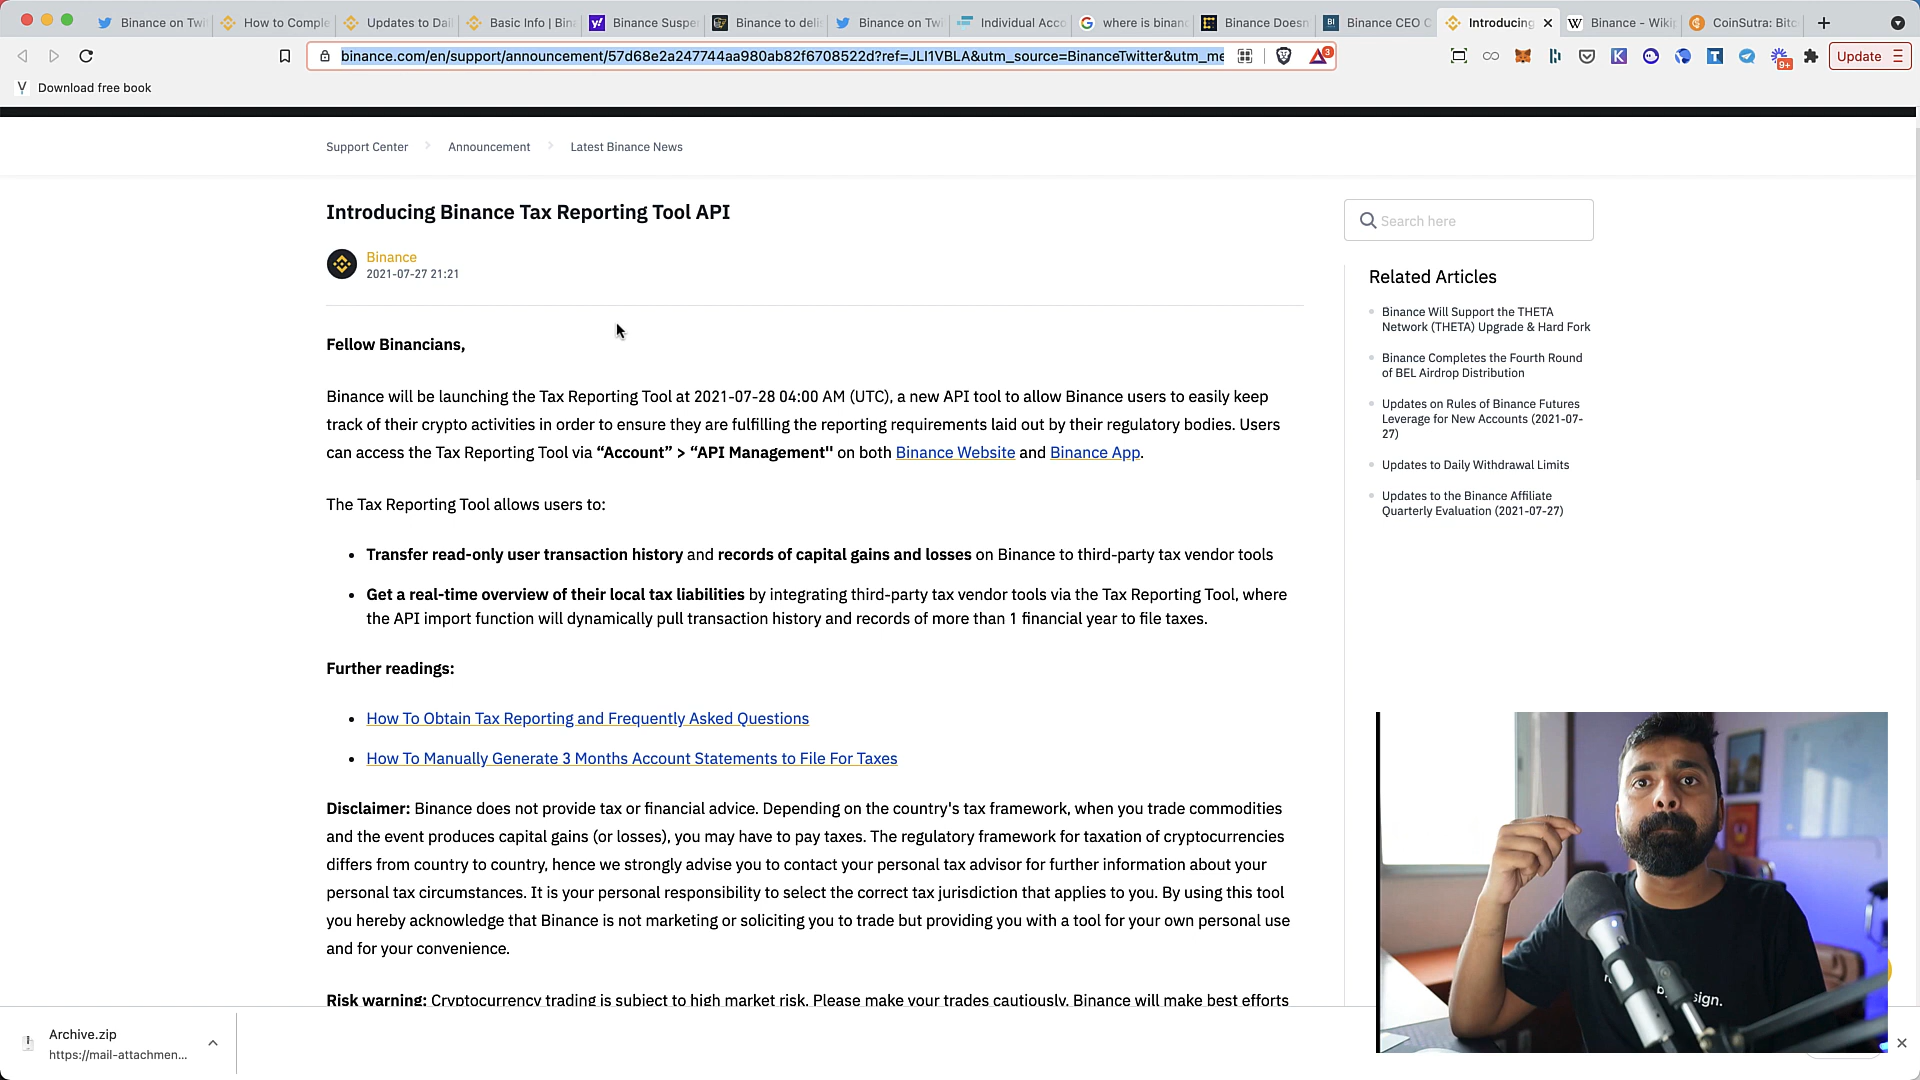 Binance on Twi
How to Comple
Updates to Dai
Basic Info | Bin
Binance Suspe
Binance to deli
Binance on Twi
Individual Acco
where is binanc
Binance Doesn
Binance CEO C
Introducing
Binance - Wiki
CoinSutra: Bitc
binance.com/en/support/announcement/57d68e2a247744aa980ab82f6708522d?ref=JLI1VBLA&utm_source=BinanceTwitter&utm_me
3
9+
Update
Download free book
Support Center
Announcement
Latest Binance News
Introducing Binance Tax Reporting Tool API
Binance
2021-07-27 21:21
Fellow Binancians,
Binance will be launching the Tax Reporting Tool at 2021-07-28 04:00 AM (UTC), a new API tool to allow Binance users to easily keep
track of their crypto activities in order to ensure they are fulfilling the reporting requirements laid out by their regulatory bodies. Users
can access the Tax Reporting Tool via “Account” > “API Management" on both Binance Website and Binance App.
The Tax Reporting Tool allows users to:
Transfer read-only user transaction history and records of capital gains and losses on Binance to third-party tax vendor tools
Get a real-time overview of their local tax liabilities by integrating third-party tax vendor tools via the Tax Reporting Tool, where
the API import function will dynamically pull transaction history and records of more than 1 financial year to file taxes.
Further readings:
How To Obtain Tax Reporting and Frequently Asked Questions
How To Manually Generate 3 Months Account Statements to File For Taxes
Disclaimer: Binance does not provide tax or financial advice. Depending on the country's tax framework, when you trade commodities
and the event produces capital gains (or losses), you may have to pay taxes. The regulatory framework for taxation of cryptocurrencies
differs from country to country, hence we strongly advise you to contact your personal tax advisor for further information about your
personal tax circumstances. It is your personal responsibility to select the correct tax jurisdiction that applies to you. By using this tool
you hereby acknowledge that Binance is not marketing or soliciting you to trade but providing you with a tool for your own personal use
and for your convenience.
Risk warning: Cryptocurrency trading is subject to high market risk. Please make your trades cautiously. Binance will make best efforts
Search here
Related Articles
Binance Will Support the THETA
Network (THETA) Upgrade & Hard Fork
Binance Completes the Fourth Round
of BEL Airdrop Distribution
Updates on Rules of Binance Futures
Leverage for New Accounts (2021-07-
27)
Updates to Daily Withdrawal Limits
Updates to the Binance Affiliate
Quarterly Evaluation (2021-07-27)
Archive.zip
https://mail-attachmen...